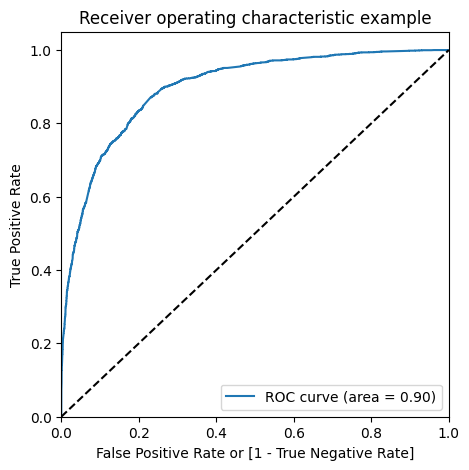 Receiver operating characteristic example
1.0
0.8
0.6
0.4
0.2
0.0
True Positive Rate
ROC curve (area = 0.90)
0.0 0.2 0.4 0.6 0.8 1.0
False Positive Rate or [1 - True Negative Rate]